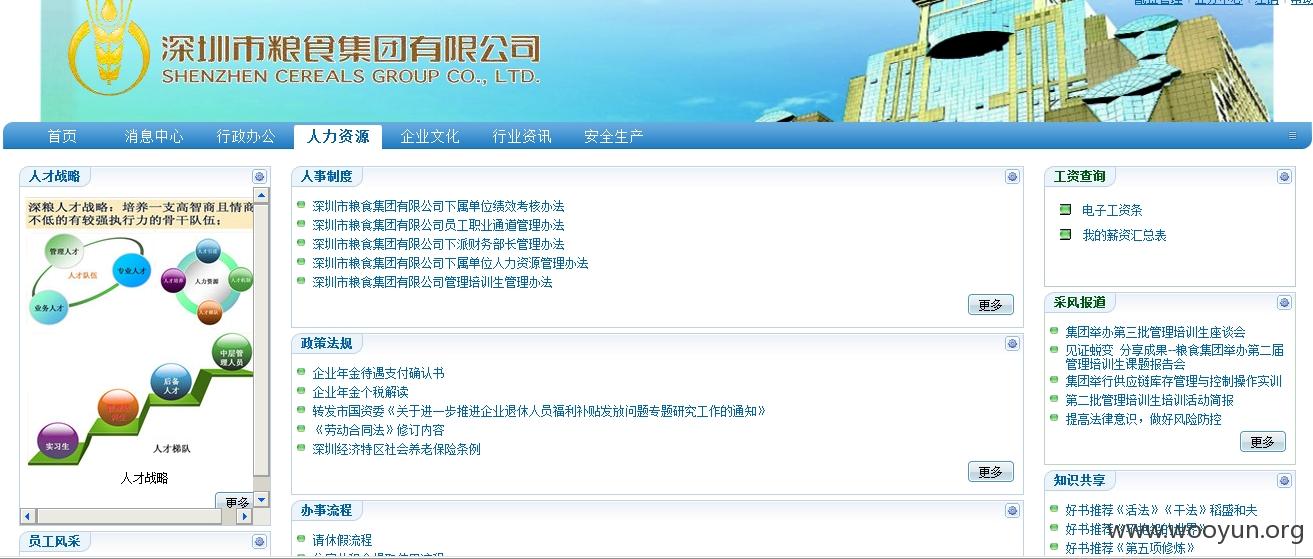 深圳市粮食集团有限公司
SHENZHEN CEREALS GROUP CO., LTD.
首页 消息中心 行政办公 人力资源 企业文化 行业资讯 安全生产
人才战略
深粮人才战略：培养一支高智商且情商
不低的有较强执行力的骨干队伍；
管理人才
人才队伍
专业人才
业务人才
人才引进
人才培养
人力资源
人才机制
人才梯队
中层管
理人员
后备
人才
实习生
人才梯队
人才战略
更多
员工风采
人事制度
深圳市粮食集团有限公司下属单位绩效考核办法
深圳市粮食集团有限公司员工职业通道管理办法
深圳市粮食集团有限公司下派财务部长管理办法
深圳市粮食集团有限公司下属单位人力资源管理办法
深圳市粮食集团有限公司管理培训生管理办法
更多
政策法规
企业年金待遇支付确认书
企业年金个税解读
转发市国资委《关于进一步推进企业退休人员福利补贴发放问题专题研究工作的通知》
《劳动合同法》修订内容
深圳经济特区社会养老保险条例
更多
办事流程
请休假流程
工资查询
电子工资条
我的薪资汇总表
采风报道
集团举办第三批管理培训生座谈会
见证蜕变 分享成果--粮食集团举办第二届
管理培训生课题报告会
集团举行供应链库存管理与控制操作实训
第二批管理培训生培训活动简报
提高法律意识，做好风险防控
更多
知识共享
好书推荐《活法》《干法》稻盛和夫
好书推荐
好书推荐《第五项修炼》
www.wooyun.org